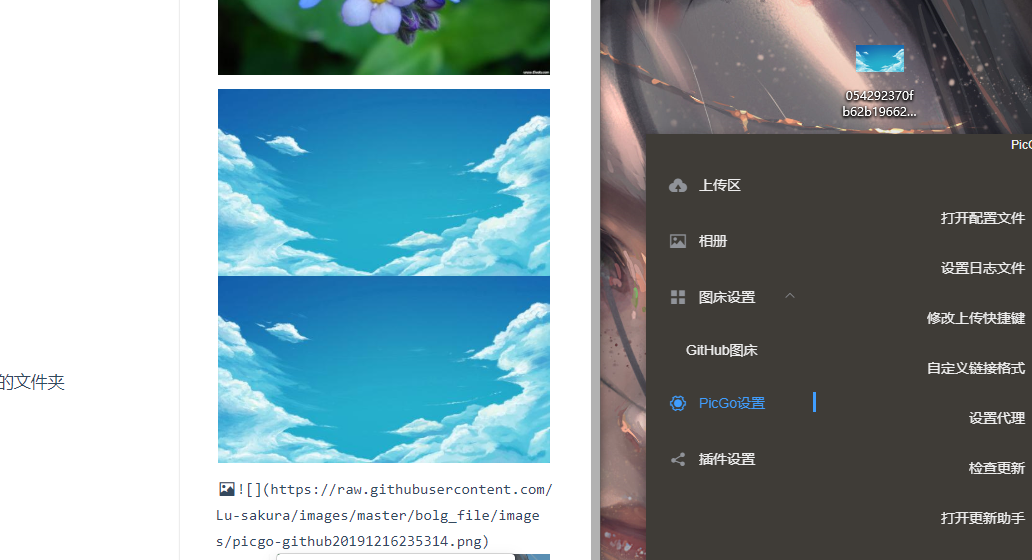 的文件夹
![](https://raw.githubusercontent.com/
Lu-sakura/images/master/bolg_file/image
s/picgo-github20191216235314.png)
054292370f
b62b19662...
上传区
相册
图床设置
GitHub图床
PicGo设置
插件设置
打开配置文件
设置日志文件
修改上传快捷键
自定义链接格式
设置代理
检查更新
打开更新助手